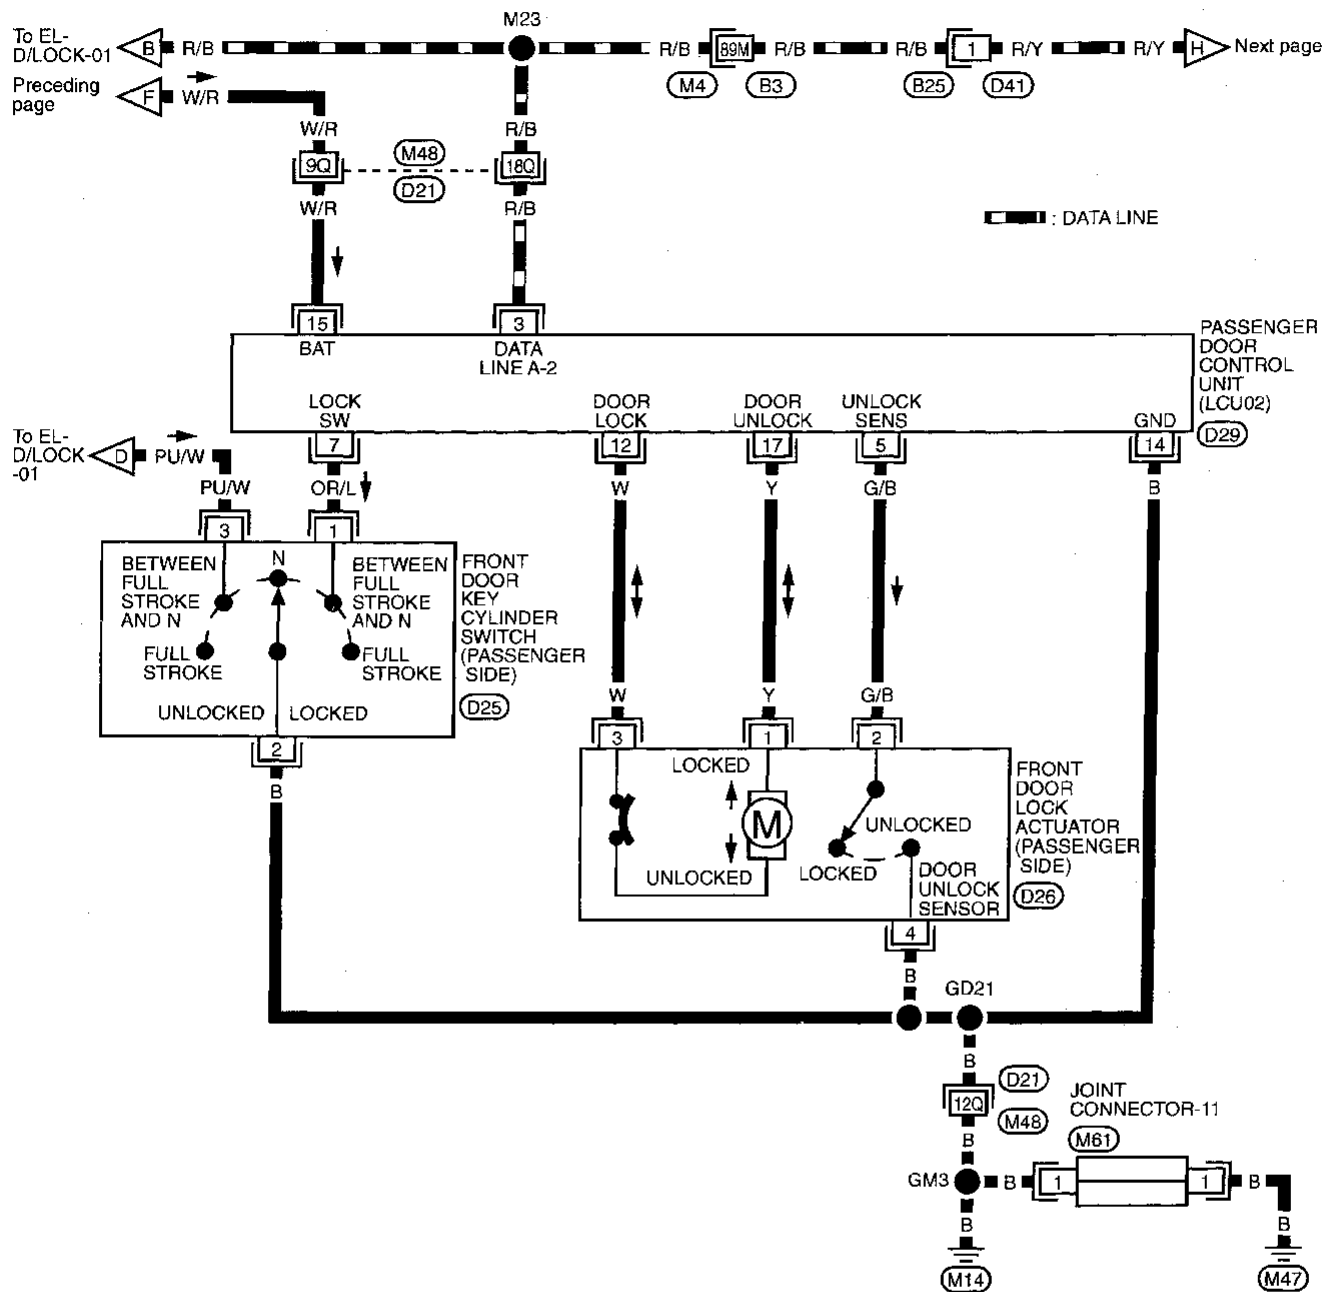 M23
To EL-
D/LOCK-01
B R/B R/B 89M R/B R/B 1 R/Y R/Y H Next page
M4 B3 B25 D41
Preceding
page
F W/R
W/R R/B
9Q M48 18Q
D21
W/R R/B
: DATA LINE
15 3
BAT DATA
LINE A-2
PASSENGER
DOOR
CONTROL
UNIT
(LCU02)
D29
LOCK
SW
DOOR
LOCK
DOOR
UNLOCK
UNLOCK
SENS
GND
7 12 17 5 14
To EL-
D/LOCK
-01
D PU/W
PU/W OR/L W Y G/B B
3 1
BETWEEN
FULL
STROKE
AND N
N
BETWEEN
FULL
STROKE
AND N
FULL
STROKE
FULL
STROKE
UNLOCKED LOCKED
FRONT
DOOR
KEY
CYLINDER
SWITCH
(PASSENGER
SIDE)
D25
2
B
W Y G/B
3 1 2
LOCKED
M
UNLOCKED
UNLOCKED
LOCKED
DOOR
UNLOCK
SENSOR
FRONT
DOOR
LOCK
ACTUATOR
(PASSENGER
SIDE)
D26
4
B
GD21
B
D21
12Q
M48
B
JOINT
CONNECTOR-11
M61
GM3 B 1 1 B
B B
M14 M47